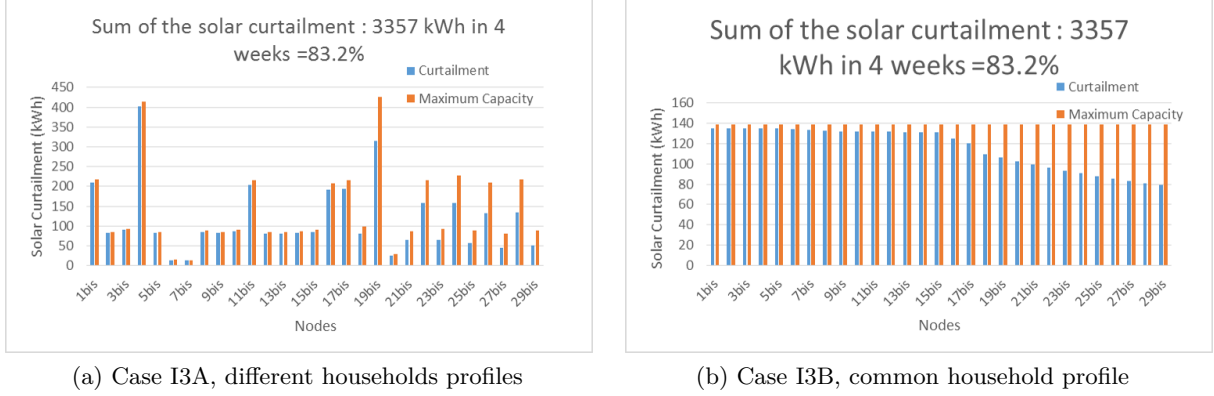 Sum of the solar curtailment : 3357 kWh in 4
weeks =83.2%
Curtailment
Maximum Capacity
Solar Curtailment (kWh)
450
400
350
300
250
200
150
100
50
0
1bis
3bis
5bis
7bis
9bis
11bis
13bis
15bis
17bis
19bis
21bis
23bis
25bis
27bis
29bis
Nodes
(a) Case I3A, different households profiles
Sum of the solar curtailment : 3357
kWh in 4 weeks =83.2%
Curtailment
Maximum Capacity
Solar Curtailment (kWh)
160
140
120
100
80
60
40
20
0
1bis
3bis
5bis
7bis
9bis
11bis
13bis
15bis
17bis
19bis
21bis
23bis
25bis
27bis
29bis
Nodes
(b) Case I3B, common household profile